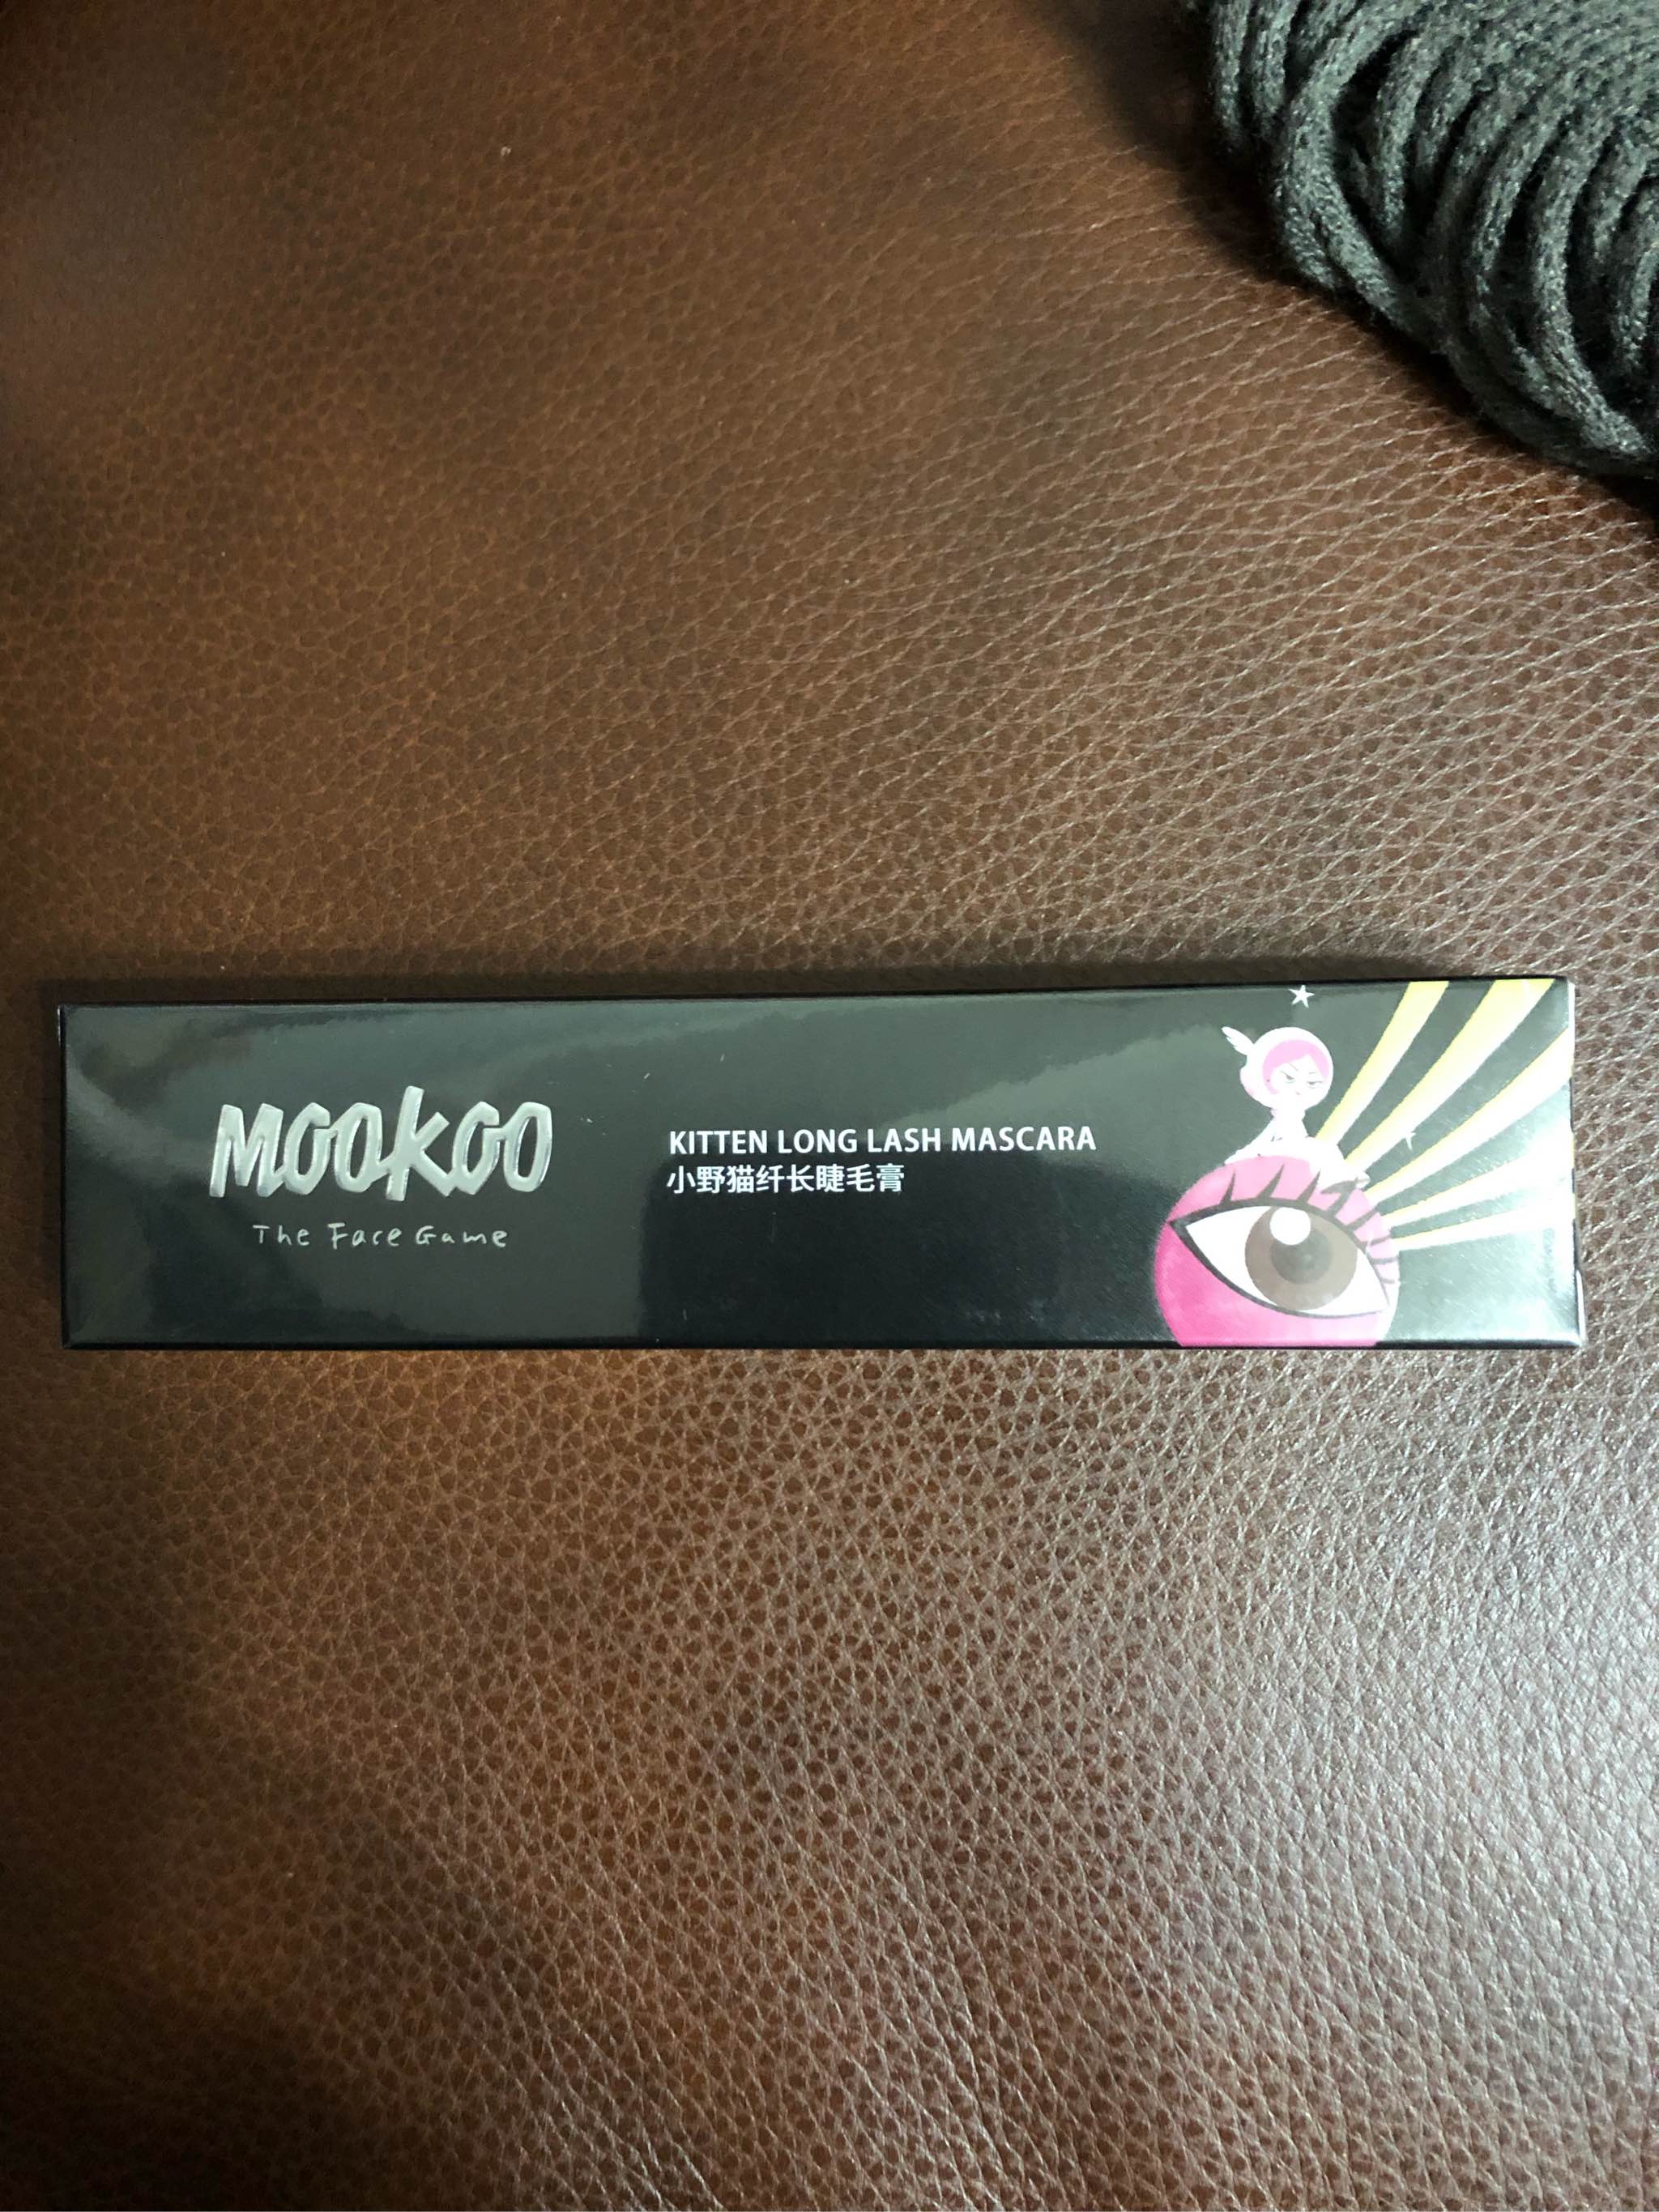 MOOKOO
The Face Game
KITTEN LONG LASH MASCARA
小野猫纤长睫毛膏